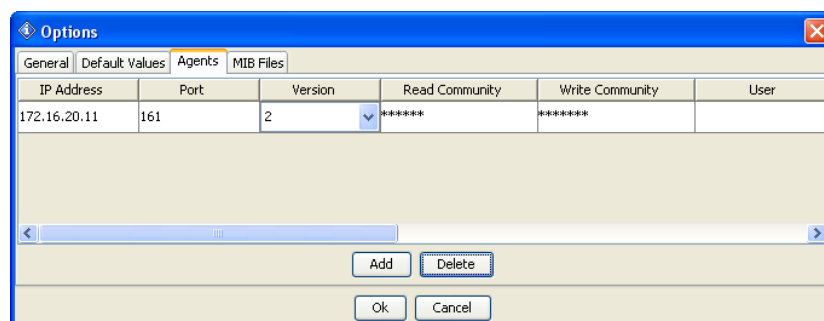 Options
General Default Values Agents MIB Files
IP Address Port Version Read Community Write Community User
172.16.20.11 161 2 ****** *******
Add Delete
Ok Cancel